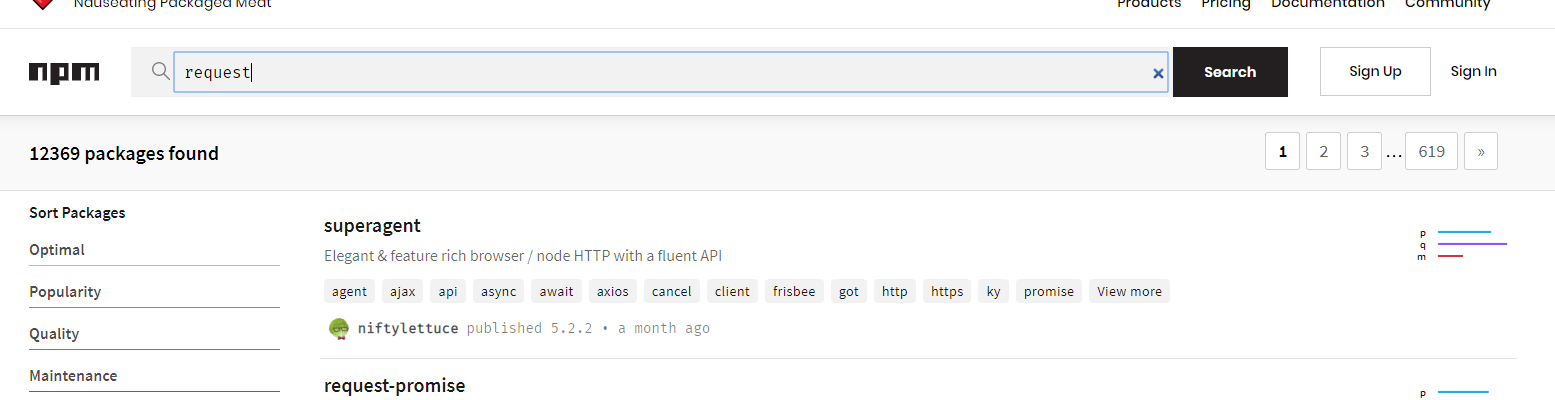 Nauseating Packaged Meat
Products Pricing Documentation Community
npm
request
×
Search
Sign Up
Sign In
12369 packages found
1 2 3 ... 619 »
Sort Packages
Optimal
Popularity
Quality
Maintenance
superagent
Elegant & feature rich browser / node HTTP with a fluent API
agent ajax api async await axios cancel client frisbee got http https ky promise View more
niftylettuce published 5.2.2 • a month ago
p
q
m
request-promise
p